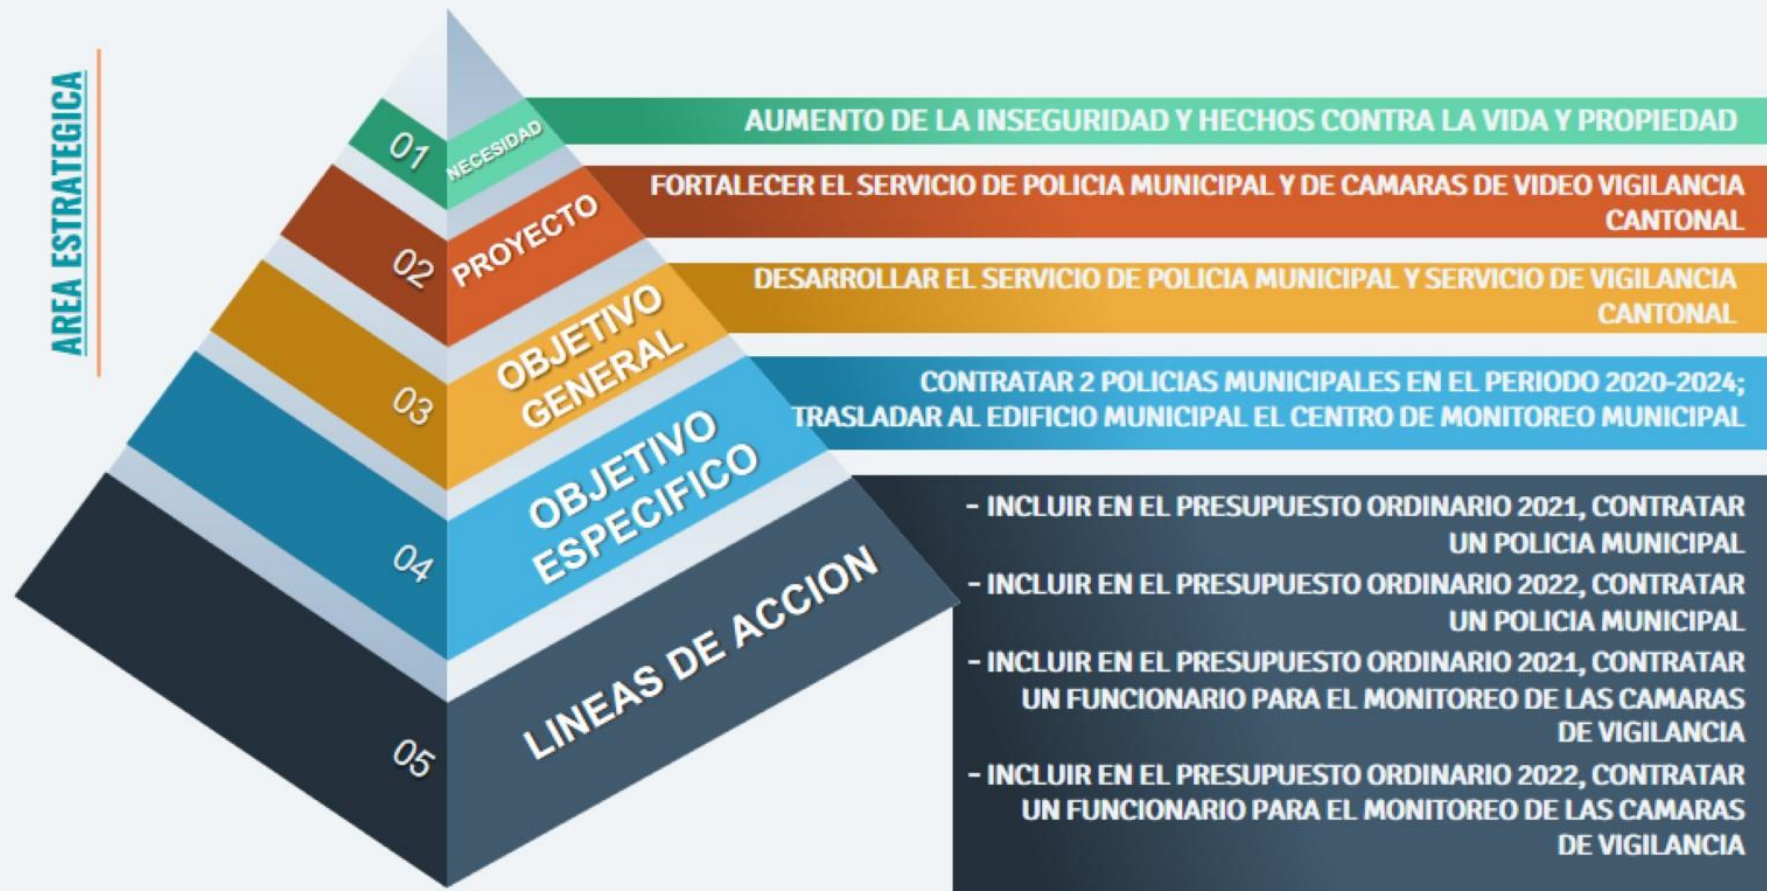 AREA ESTRATEGICA
01
NECESIDAD
AUMENTO DE LA INSEGURIDAD Y HECHOS CONTRA LA VIDA Y PROPIEDAD
02
PROYECTO
FORTALECER EL SERVICIO DE POLICIA MUNICIPAL Y DE CAMARAS DE VIDEO VIGILANCIA
CANTONAL
03
OBJETIVO
GENERAL
DESARROLLAR EL SERVICIO DE POLICIA MUNICIPAL Y SERVICIO DE VIGILANCIA
CANTONAL
04
OBJETIVO
ESPECIFICO
CONTRATAR 2 POLICIAS MUNICIPALES EN EL PERIODO 2020-2024;
TRASLADAR AL EDIFICIO MUNICIPAL EL CENTRO DE MONITOREO MUNICIPAL
05
LINEAS DE ACCION
- INCLUIR EN EL PRESUPUESTO ORDINARIO 2021, CONTRATAR
UN POLICIA MUNICIPAL
- INCLUIR EN EL PRESUPUESTO ORDINARIO 2022, CONTRATAR
UN POLICIA MUNICIPAL
- INCLUIR EN EL PRESUPUESTO ORDINARIO 2021, CONTRATAR
UN FUNCIONARIO PARA EL MONITOREO DE LAS CAMARAS
DE VIGILANCIA
- INCLUIR EN EL PRESUPUESTO ORDINARIO 2022, CONTRATAR
UN FUNCIONARIO PARA EL MONITOREO DE LAS CAMARAS
DE VIGILANCIA